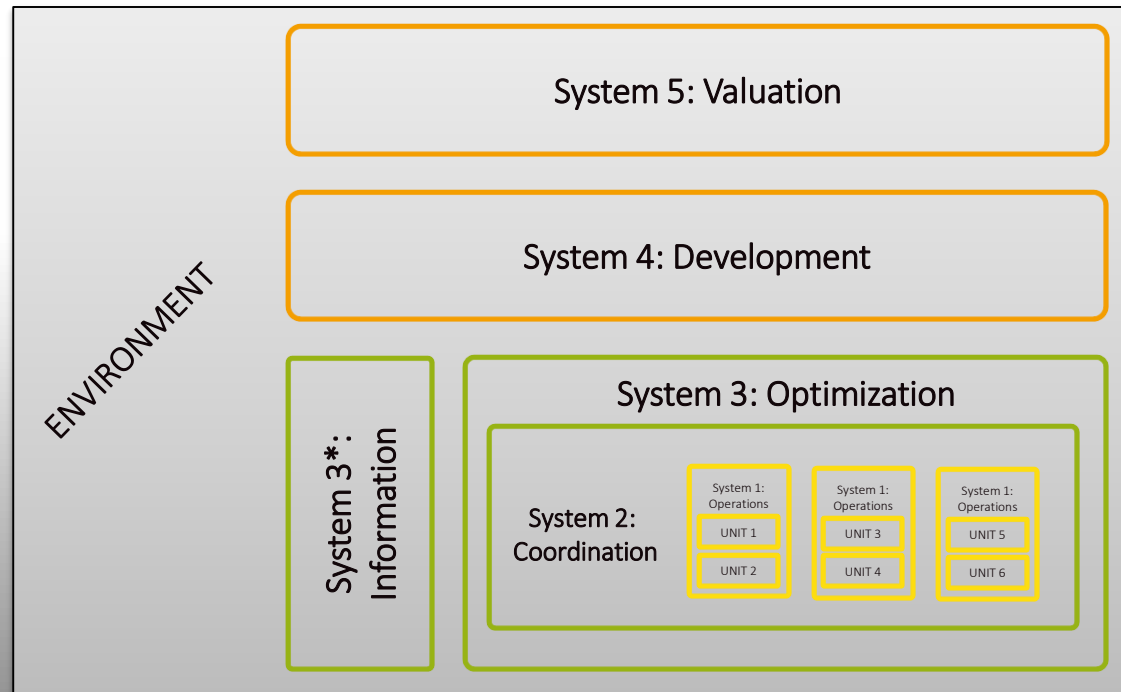 System 5: Valuation
System 4: Development
ENVIRONMENT
System 3*:
Information
System 3: Optimization
System 2:
Coordination
System 1:
Operations
UNIT 1
UNIT 2
System 1:
Operations
UNIT 3
UNIT 4
System 1:
Operations
UNIT 5
UNIT 6